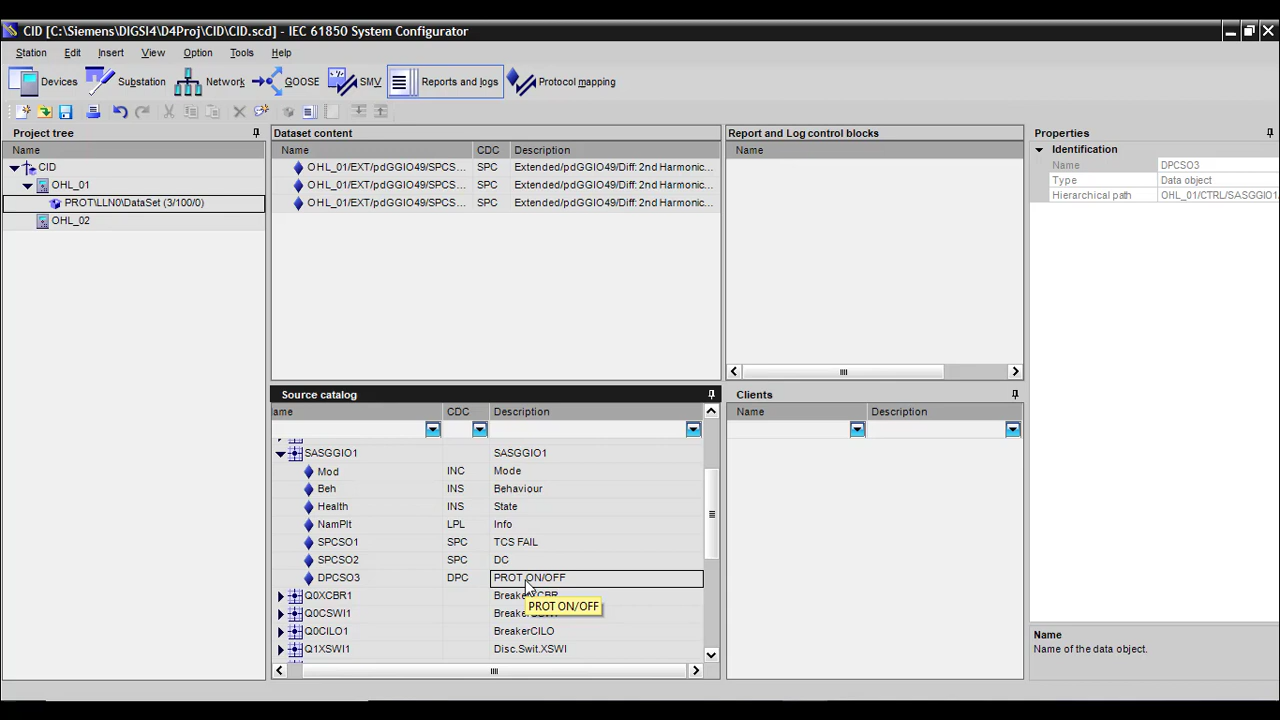 CID [C:\Siemens\DIGSI4\D4Proj\CID\CID.scd] - IEC 61850 System Configurator
Station Edit Insert View Option Tools Help
Devices Substation Network GOOSE SMV Reports and logs Protocol mapping
Project tree
Name
CID
OHL_01
PROT\LLN0\DataSet (3/100/0)
OHL_02
Dataset content
Name CDC Description
OHL_01/EXT/pdGGIO49/SPCS... SPC Extended/pdGGIO49/Diff: 2nd Harmonic...
OHL_01/EXT/pdGGIO49/SPCS... SPC Extended/pdGGIO49/Diff: 2nd Harmonic...
OHL_01/EXT/pdGGIO49/SPCS... SPC Extended/pdGGIO49/Diff: 2nd Harmonic...
Report and Log control blocks
Name
Properties
Identification
Name DPCSO3
Type Data object
Hierarchical path OHL_01/CTRL/SASGGIO1
Source catalog
ame CDC Description
SASGGIO1 SASGGIO1
Mod INC Mode
Beh INS Behaviour
Health INS State
NamPlt LPL Info
SPCSO1 SPC TCS FAIL
SPCSO2 SPC DC
DPCSO3 DPC PROT ON/OFF
Q0XCBR1
PROT ON/OFF
Q0CSWI1
Q0CILO1 BreakerCILO
Q1XSWI1 Disc.Swit.XSWI
Clients
Name Description
Name
Name of the data object.